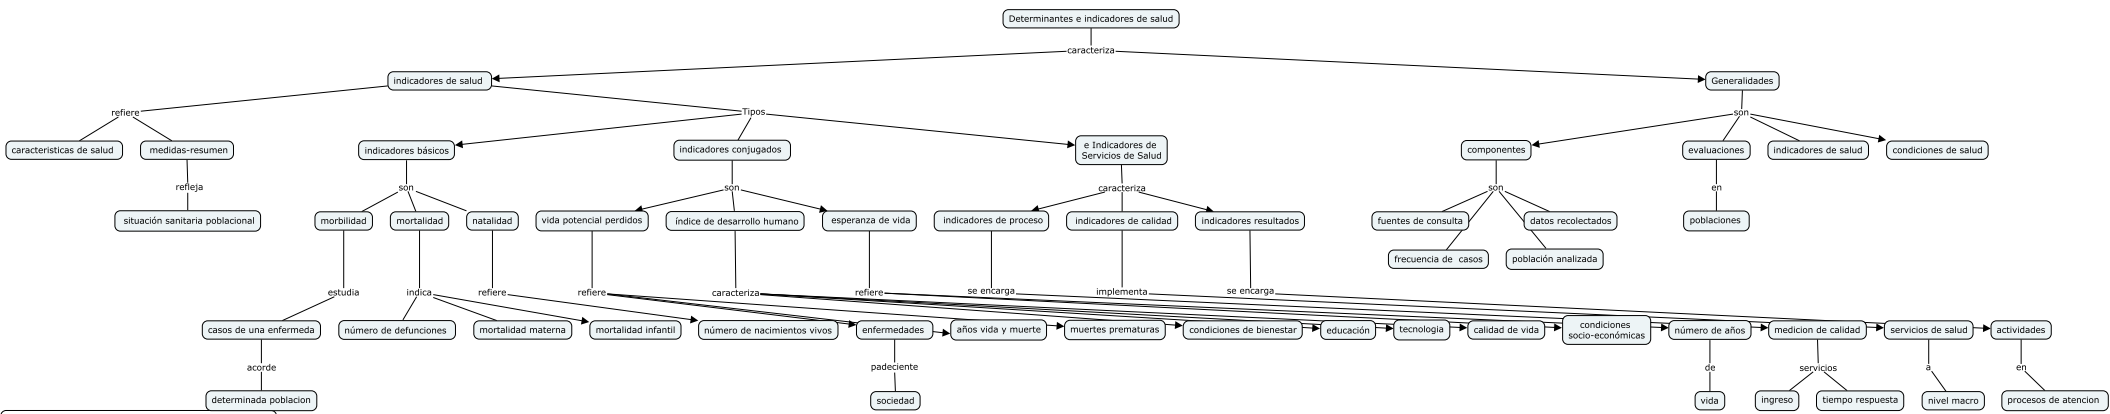 Determinantes e indicadores de salud
caracteriza
indicadores de salud
Generalidades
refiere
Tipos
son
caracteristicas de salud
medidas-resumen
indicadores básicos
indicadores conjugados
e Indicadores de
Servicios de Salud
componentes
evaluaciones
indicadores de salud
condiciones de salud
refleja
son
son
caracteriza
son
en
situación sanitaria poblacional
morbilidad
mortalidad
natalidad
vida potencial perdidos
índice de desarrollo humano
esperanza de vida
indicadores de proceso
indicadores de calidad
indicadores resultados
fuentes de consulta
datos recolectados
poblaciones
frecuencia de casos
población analizada
estudia
indica
refiere
refiere
caracteriza
refiere
se encarga
implementa
se encarga
casos de una enfermeda
número de defunciones
mortalidad materna
mortalidad infantil
número de nacimientos vivos
enfermedades
años vida y muerte
muertes prematuras
condiciones de bienestar
educación
tecnologia
calidad de vida
condiciones
socio-económicas
número de años
medicion de calidad
servicios de salud
actividades
acorde
padeciente
de
servicios
a
en
determinada poblacion
sociedad
vida
ingreso
tiempo respuesta
nivel macro
procesos de atencion